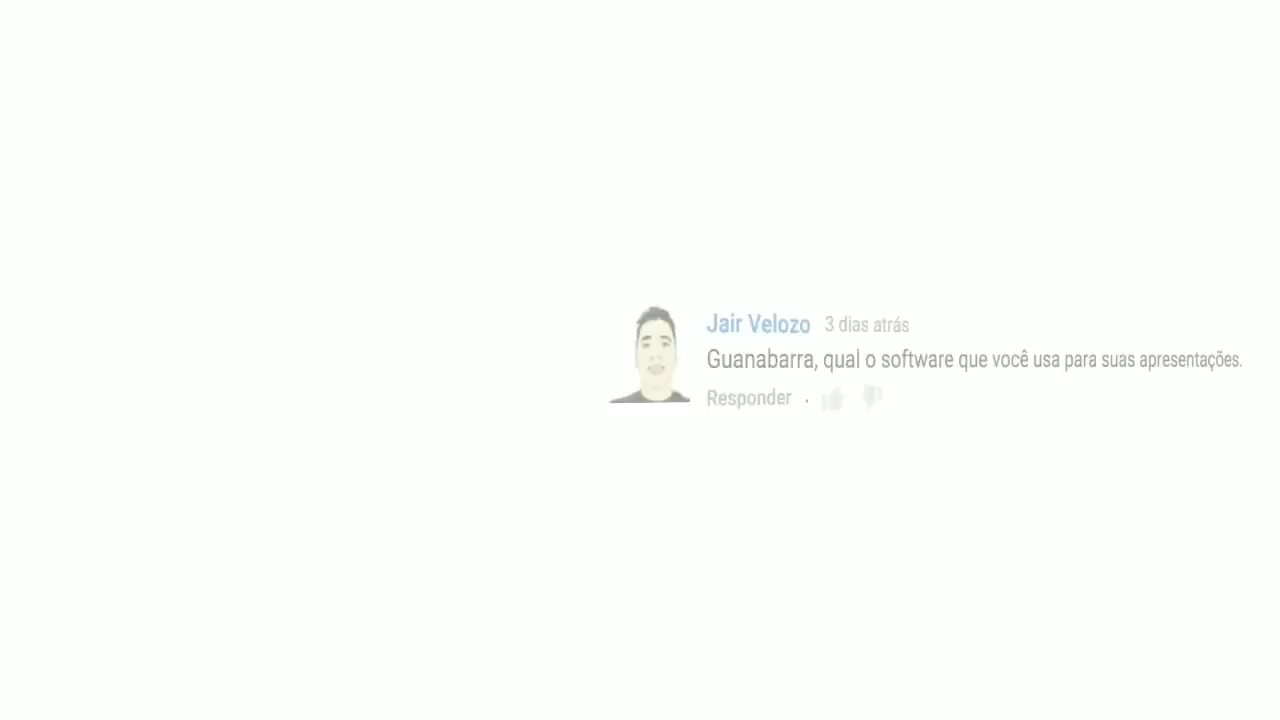 Jair Velozo 3 dias atrás
Guanabarra, qual o software que você usa para suas apresentações.
Responder .